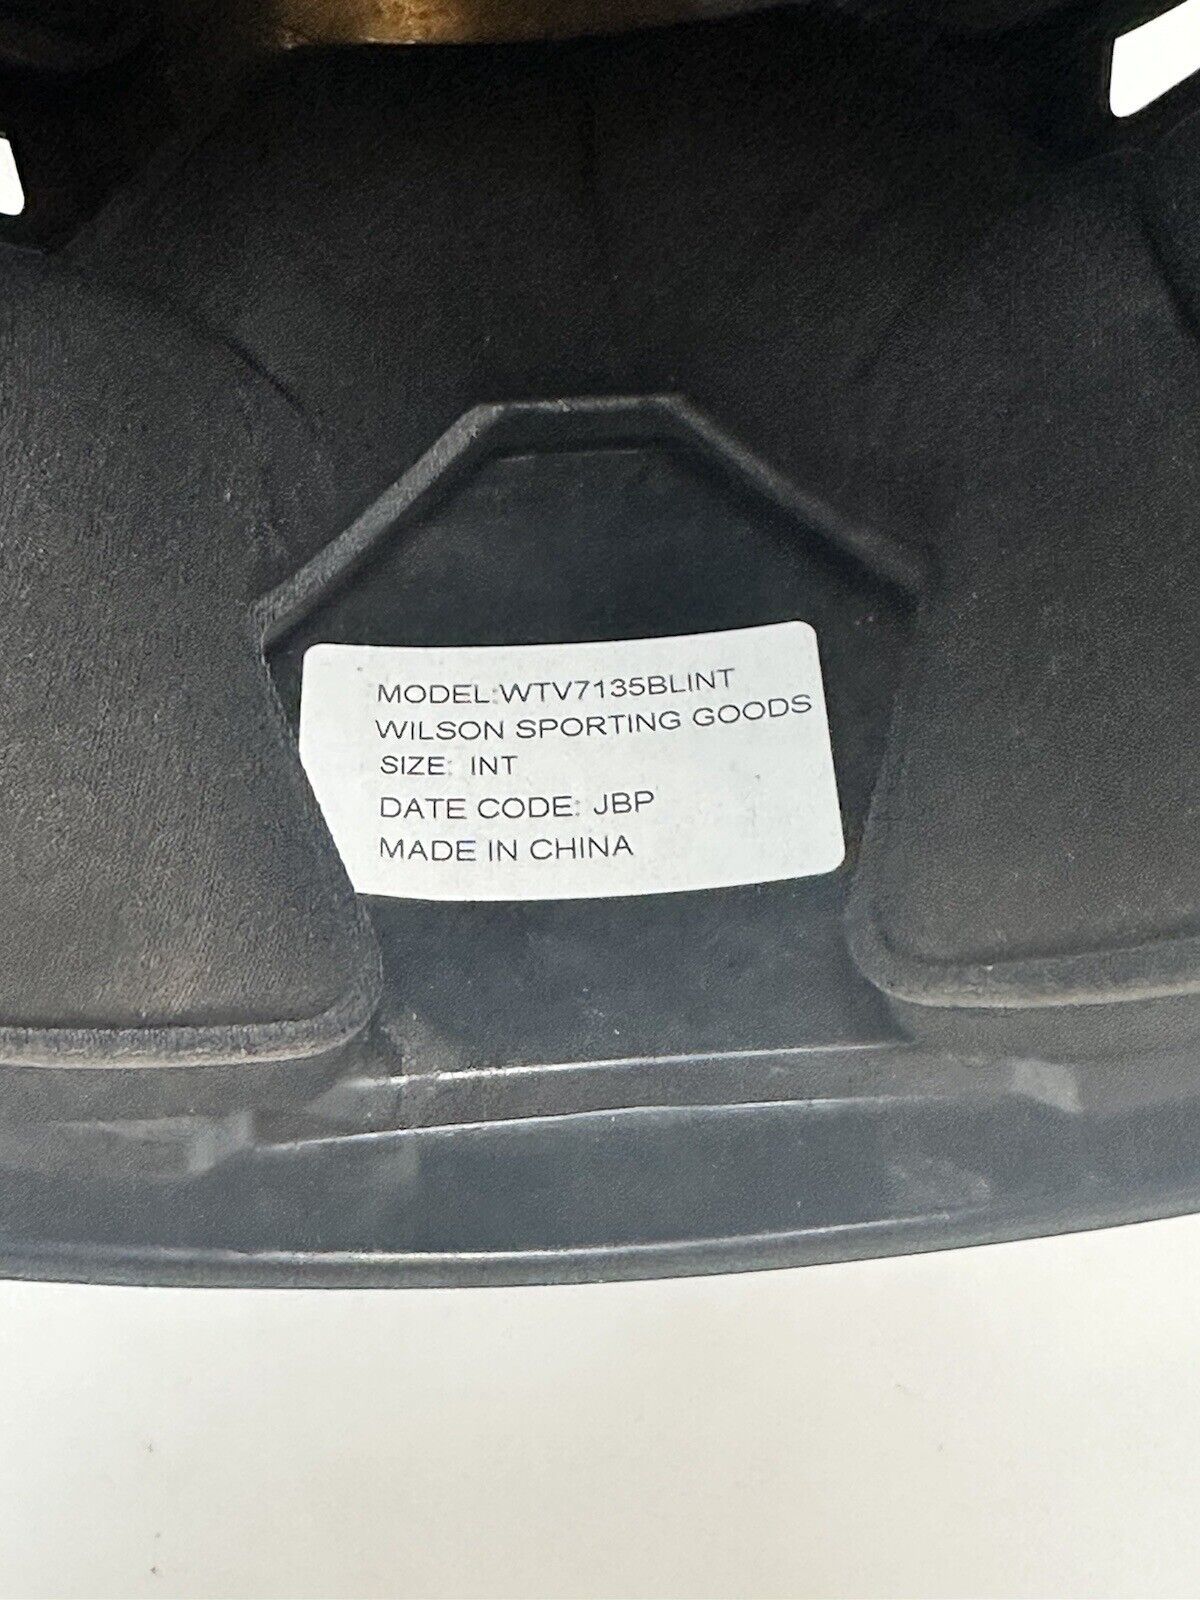 MODEL:WTV7135BLINT
WILSON SPORTING GOODS
SIZE: INT
DATE CODE: JBP
MADE IN CHINA